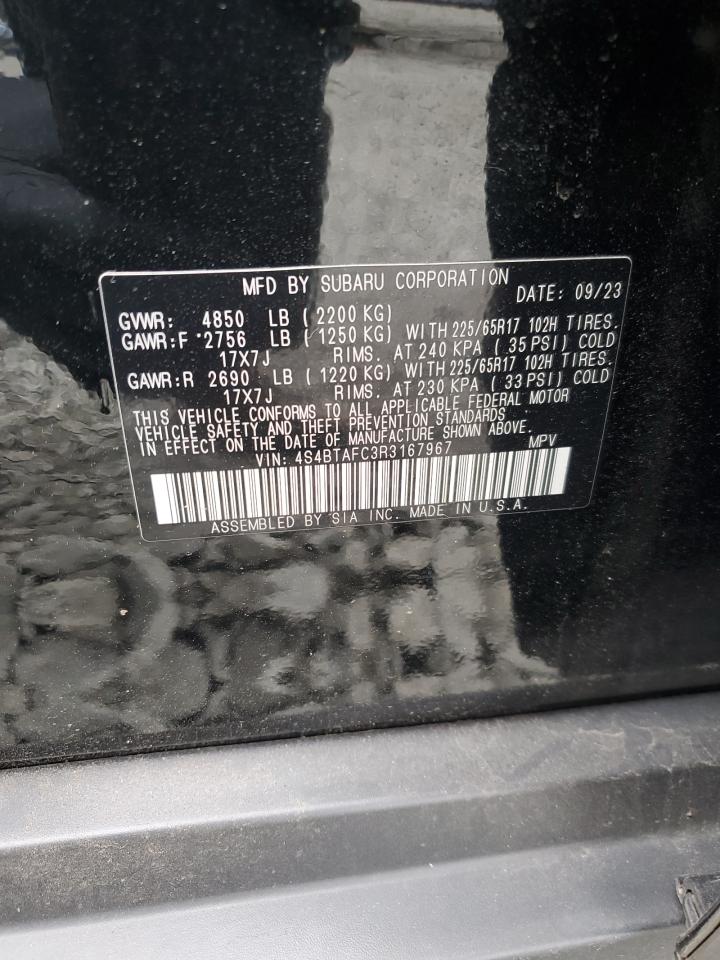 MFD BY SUBARU CORPORATION DATE: 09/23
GVWR: 4850 LB (2200 KG)
GAWR:F 2756 LB (1250 KG) WITH 225/65R17 102H TIRES.
17X7J RIMS. AT 240 KPA ( 35 PSI) COLD
GAWR:R 2690 LB (1220 KG) WITH 225/65R17 102H TIRES.
17X7J RIMS. AT 230 KPA ( 33 PSI) COLD
THIS VEHICLE CONFORMS TO ALL APPLICABLE FEDERAL MOTOR
VEHICLE SAFETY AND THEFT PREVENTION STANDARDS
IN EFFECT ON THE DATE OF MANUFACTURE SHOWN ABOVE.
VIN: 4S4BTAFC3R3167967 MPV
ASSEMBLED BY SIA INC. MADE IN U.S.A.